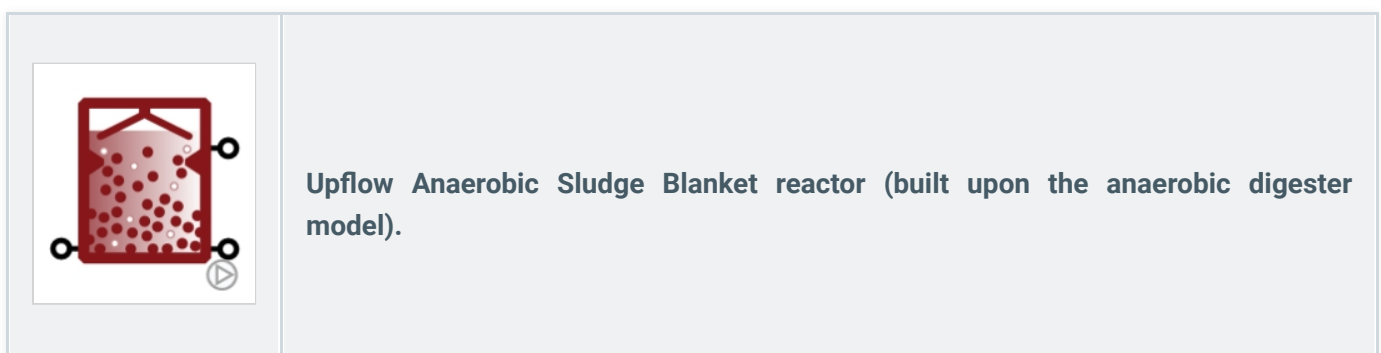 Upflow Anaerobic Sludge Blanket reactor (built upon the anaerobic digester
model).